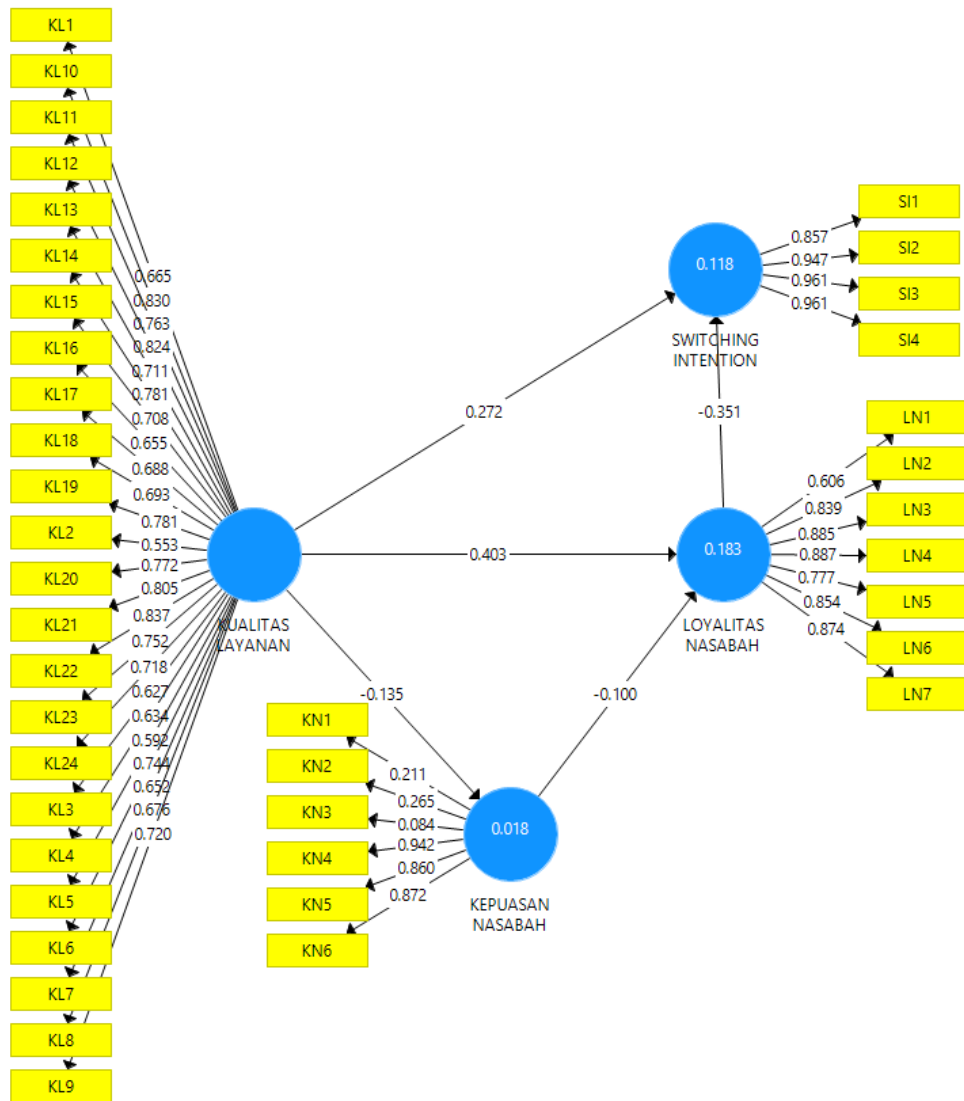 KL1
KL10
KL11
KL12
KL13
KL14
KL15
KL16
KL17
KL18
KL19
KL2
KL20
KL21
KL22
KL23
KL24
KL3
KL4
KL5
KL6
KL7
KL8
KL9
0.665
0.830
0.763
0.824
0.711
0.781
0.708
0.655
0.688
0.693
0.781
0.553
0.772
0.805
0.837
0.752
0.718
0.627
0.634
0.592
0.744
0.652
0.676
0.720
KUALITAS
LAYANAN
0.272
0.403
-0.135
KN1
KN2
KN3
KN4
KN5
KN6
0.211
0.265
0.084
0.942
0.860
0.872
0.018
KEPUASAN
NASABAH
-0.100
0.118
SWITCHING
INTENTION
-0.351
0.857
0.947
0.961
0.961
SI1
SI2
SI3
SI4
0.183
LOYALITAS
NASABAH
0.606
0.839
0.885
0.887
0.777
0.854
0.874
LN1
LN2
LN3
LN4
LN5
LN6
LN7